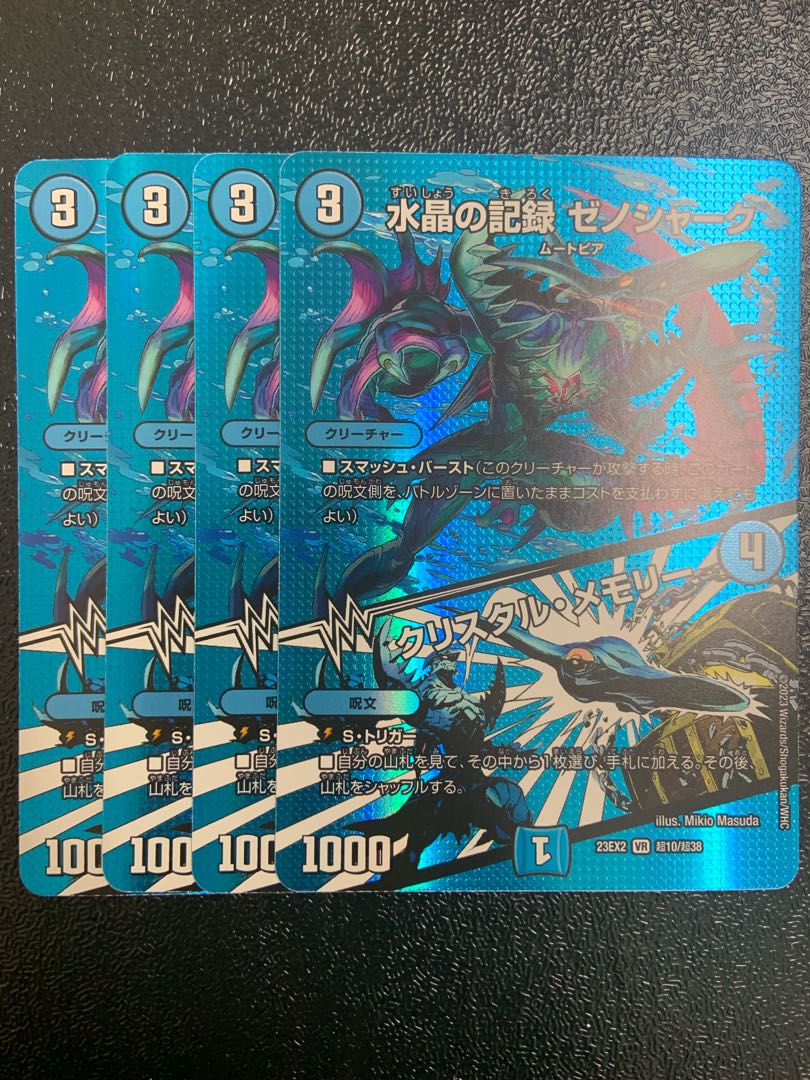 3
3
3
3
すいしょう き ろく
水晶の記録 ゼノシャーク
ムートピア
クリーチャー
クリーチ
クリーチ
クリーチャー
■スマ
の呪文
よい)
■スマ
の呪文
よい)
■スマッ
の呪文
よい)
■スマッシュ・バースト(このクリーチャーが攻撃する時、このカード
の呪文側を、バトルゾーンに置いたままコストを支払わずに唱えても
よい)
4
クリスタル・メモリー
呪
呪
呪
呪文
S・
■自分
山札を
S・
■自分
山札を
S・
■自分
山札を
S・トリガー
■自分の山札を見て、その中から1枚選び、手札に加える。その後、
山札をシャッフルする。
illus. Mikio Masuda
100
100
100
1000
1
23EX2 VR 超10/超38
©2023 Wizards/Shogakukan/WHC